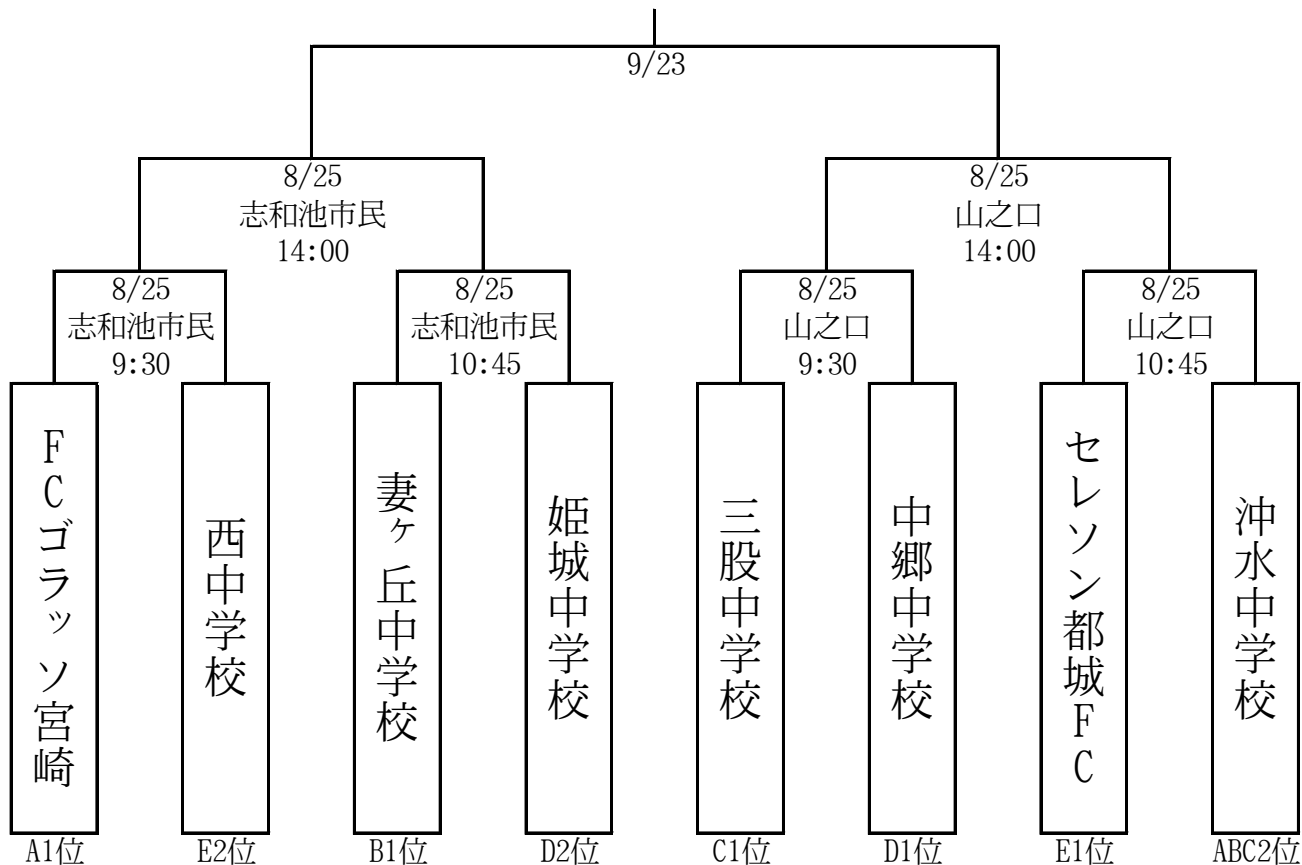 9/23
8/25
志和池市民
14:00
8/25
山之口
14:00
8/25
志和池市民
9:30
8/25
志和池市民
10:45
8/25
山之口
9:30
8/25
山之口
10:45
FCゴラッソ宮崎
西中学校
妻ヶ丘中学校
姫城中学校
三股中学校
中郷中学校
セレソン都城FC
沖水中学校
A1位
E2位
B1位
D2位
C1位
D1位
E1位
ABC2位